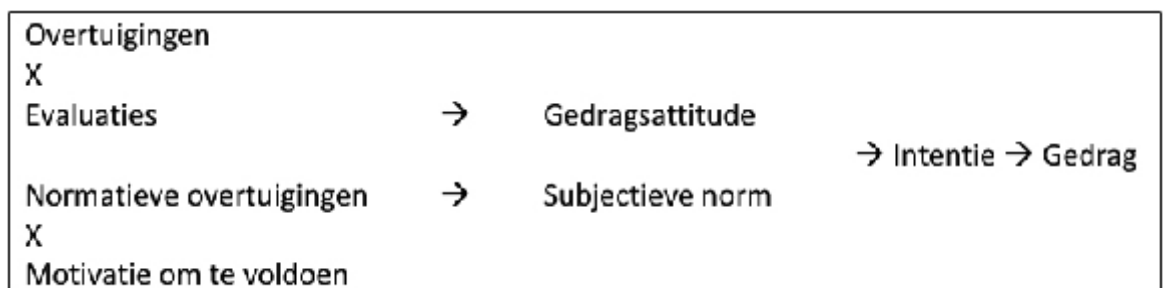 Overtuigingen
X
Evaluaties → Gedragsattitude
→ Intentie → Gedrag
Normatieve overtuigingen → Subjectieve norm
X
Motivatie om te voldoen